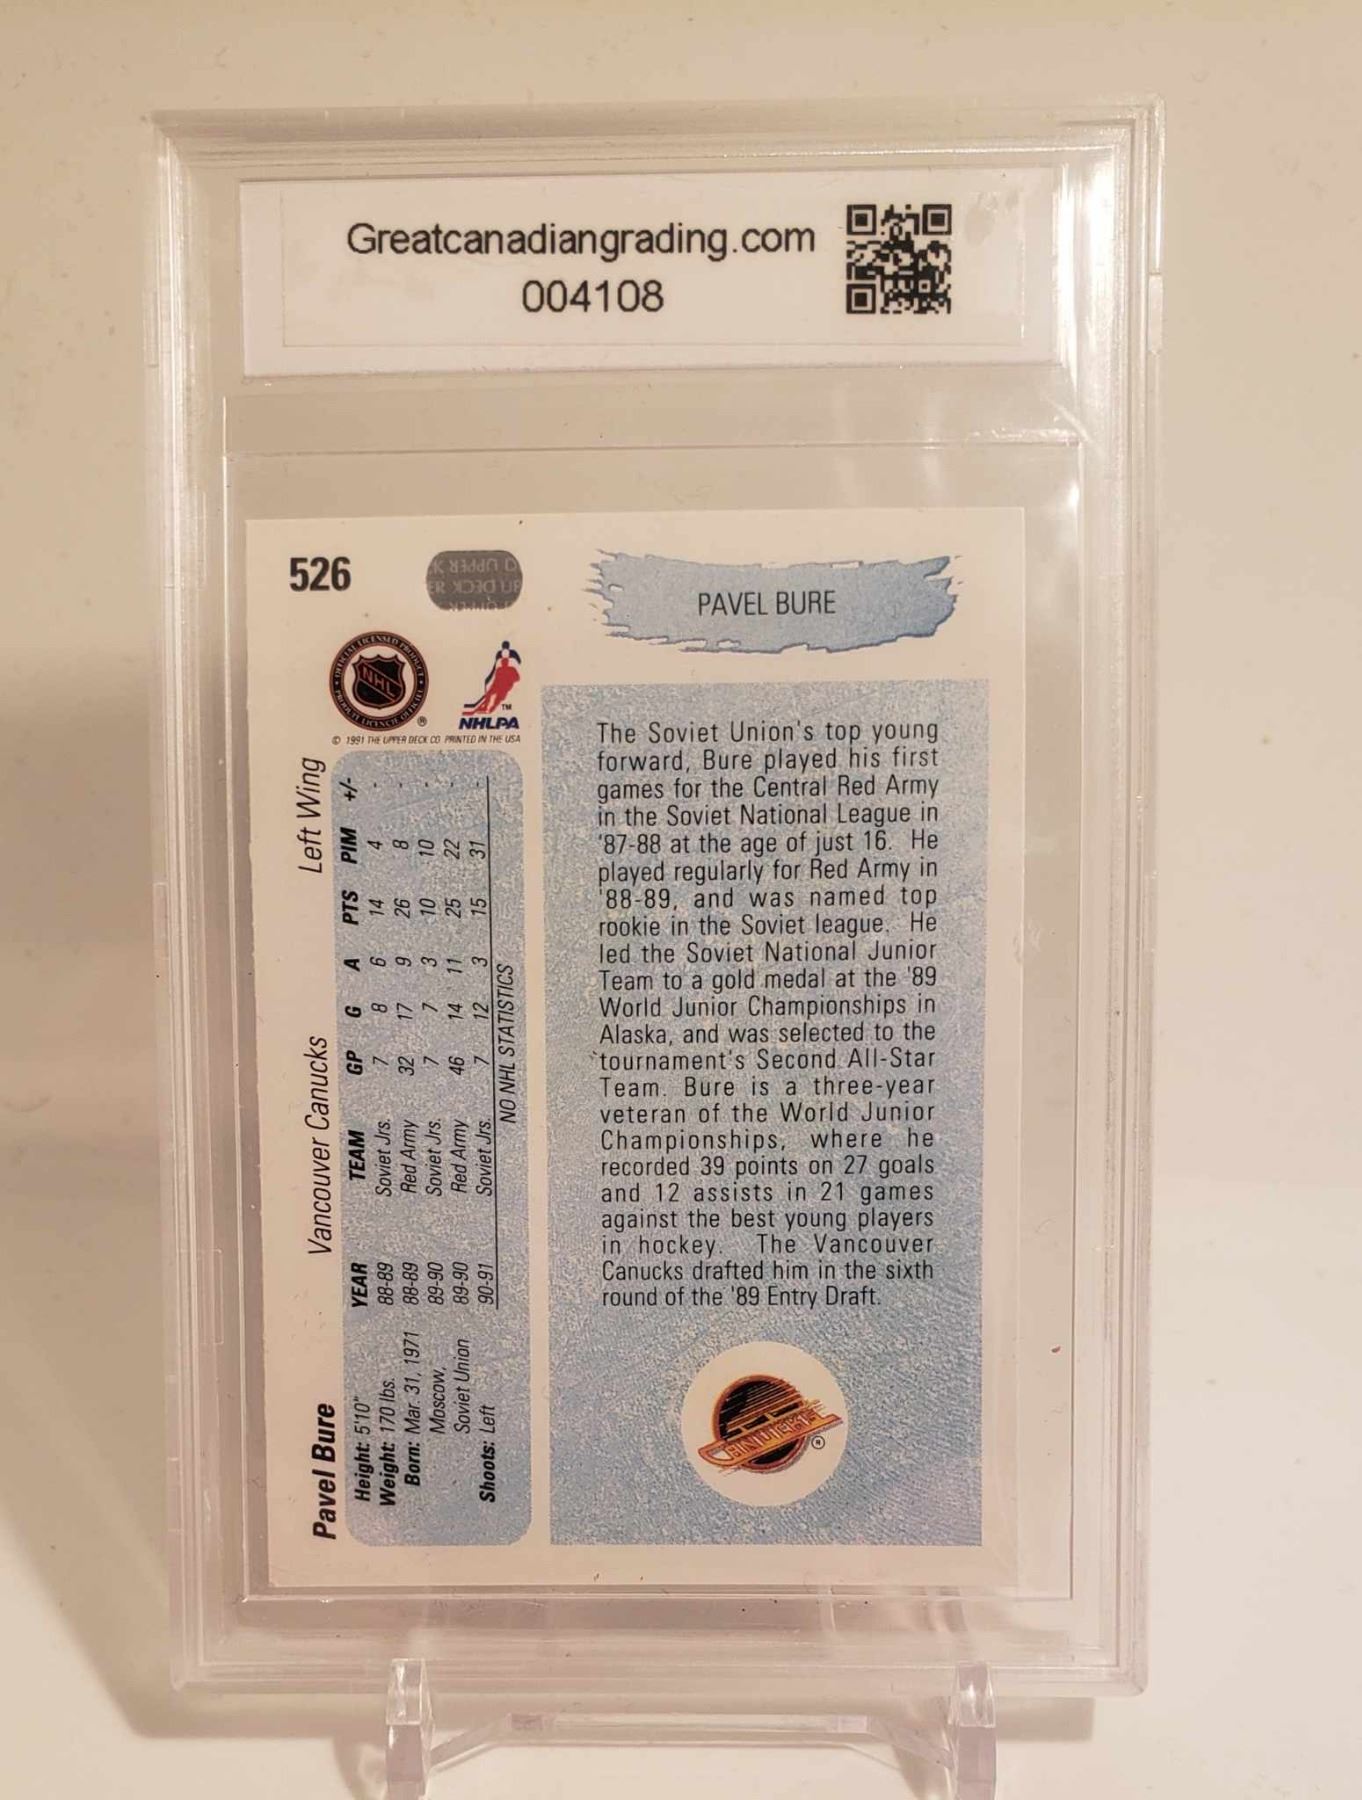 Greatcanadiangrading.com
004108
526
PAVEL BURE
OFFICIAL LICENSED PRODUCT
NHL
PRODUIT LICENCIE OFFICIEL
®
NHLPA
TM
© 1991 THE UPPER DECK CO. PRINTED IN THE USA
Pavel Bure Vancouver Canucks Left Wing
Height: 5'10"
Weight: 170 lbs.
Born: Mar. 31, 1971
Moscow,
Soviet Union
Shoots: Left
YEAR TEAM GP G A PTS PIM +/-
88-89 Soviet Jrs. 7 8 6 14 4 -
88-89 Red Army 32 17 9 26 8 -
89-90 Soviet Jrs. 7 7 3 10 10 -
89-90 Red Army 46 14 11 25 22 -
90-91 Soviet Jrs. 7 12 3 15 31 -
NO NHL STATISTICS
The Soviet Union's top young
forward, Bure played his first
games for the Central Red Army
in the Soviet National League in
'87-88 at the age of just 16. He
played regularly for Red Army in
'88-89, and was named top
rookie in the Soviet league. He
led the Soviet National Junior
Team to a gold medal at the '89
World Junior Championships in
Alaska, and was selected to the
tournament's Second All-Star
Team. Bure is a three-year
veteran of the World Junior
Championships, where he
recorded 39 points on 27 goals
and 12 assists in 21 games
against the best young players
in hockey. The Vancouver
Canucks drafted him in the sixth
round of the '89 Entry Draft.
CANUCKS
®